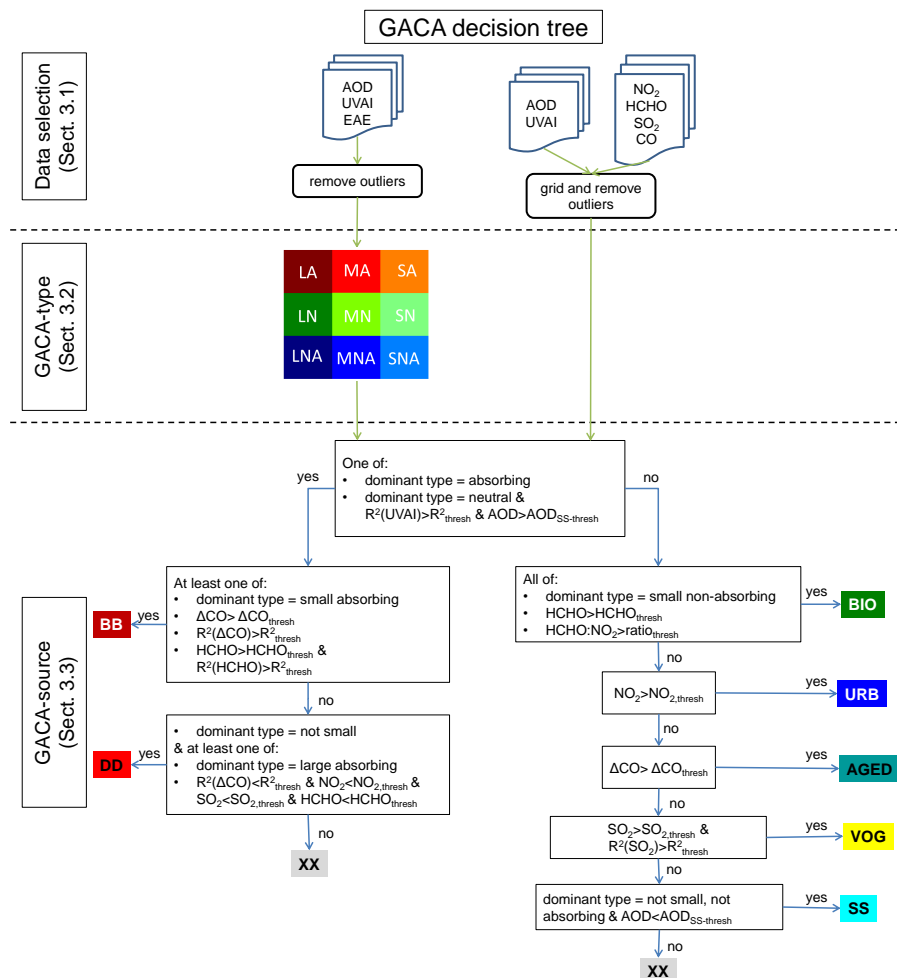 GACA decision tree
Data selection
(Sect. 3.1)
AOD
UVAI
EAE
AOD
UVAI
NO₂
HCHO
SO₂
CO
remove outliers
grid and remove
outliers
GACA-type
(Sect. 3.2)
LA MA SA
LN MN SN
LNA MNA SNA
GACA-source
(Sect. 3.3)
One of:
• dominant type = absorbing
• dominant type = neutral &
R²(UVAI)>R²thresh & AOD>AODSS-thresh
yes
no
At least one of:
• dominant type = small absorbing
• ΔCO> ΔCOthresh
• R²(ΔCO)>R²thresh
• HCHO>HCHOthresh &
R²(HCHO)>R²thresh
yes
BB
no
• dominant type = not small
& at least one of:
• dominant type = large absorbing
• R²(ΔCO)<R²thresh & NO₂<NO₂,thresh &
SO₂<SO₂,thresh & HCHO<HCHOthresh
yes
DD
no
XX
All of:
• dominant type = small non-absorbing
• HCHO>HCHOthresh
• HCHO:NO₂>ratiothresh
yes
BIO
no
NO₂>NO₂,thresh
yes
URB
no
ΔCO> ΔCOthresh
yes
AGED
no
SO₂>SO₂,thresh &
R²(SO₂)>R²thresh
yes
VOG
no
dominant type = not small, not
absorbing & AOD<AODSS-thresh
yes
SS
no
XX